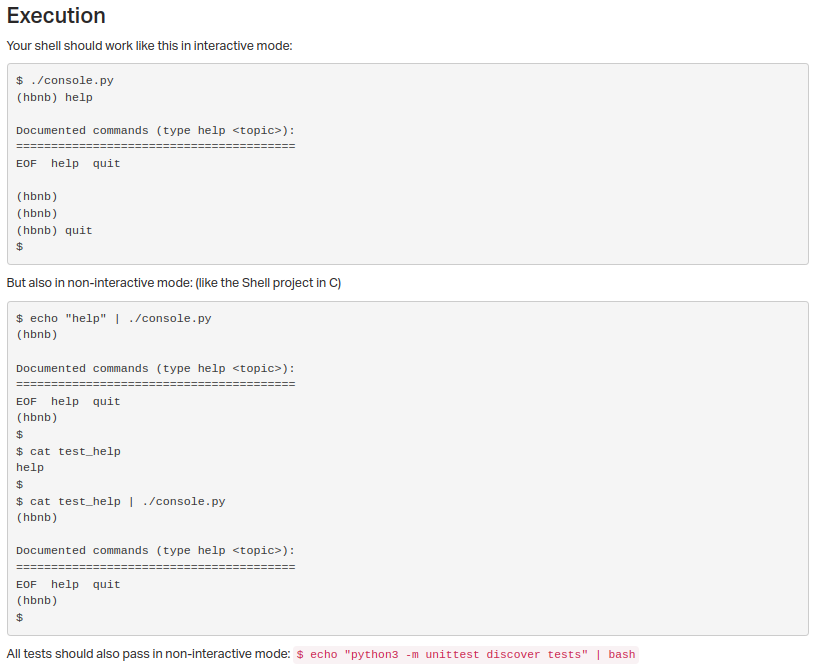 Execution
Your shell should work like this in interactive mode:
$ ./console.py
(hbnb) help
Documented commands (type help <topic>):
========================================
EOF  help  quit
(hbnb)
(hbnb)
(hbnb) quit
$
But also in non-interactive mode: (like the Shell project in C)
$ echo "help" | ./console.py
(hbnb)
Documented commands (type help <topic>):
========================================
EOF  help  quit
(hbnb)
$
$ cat test_help
help
$
$ cat test_help | ./console.py
(hbnb)
Documented commands (type help <topic>):
========================================
EOF  help  quit
(hbnb)
$
All tests should also pass in non-interactive mode: $ echo "python3 -m unittest discover tests" | bash